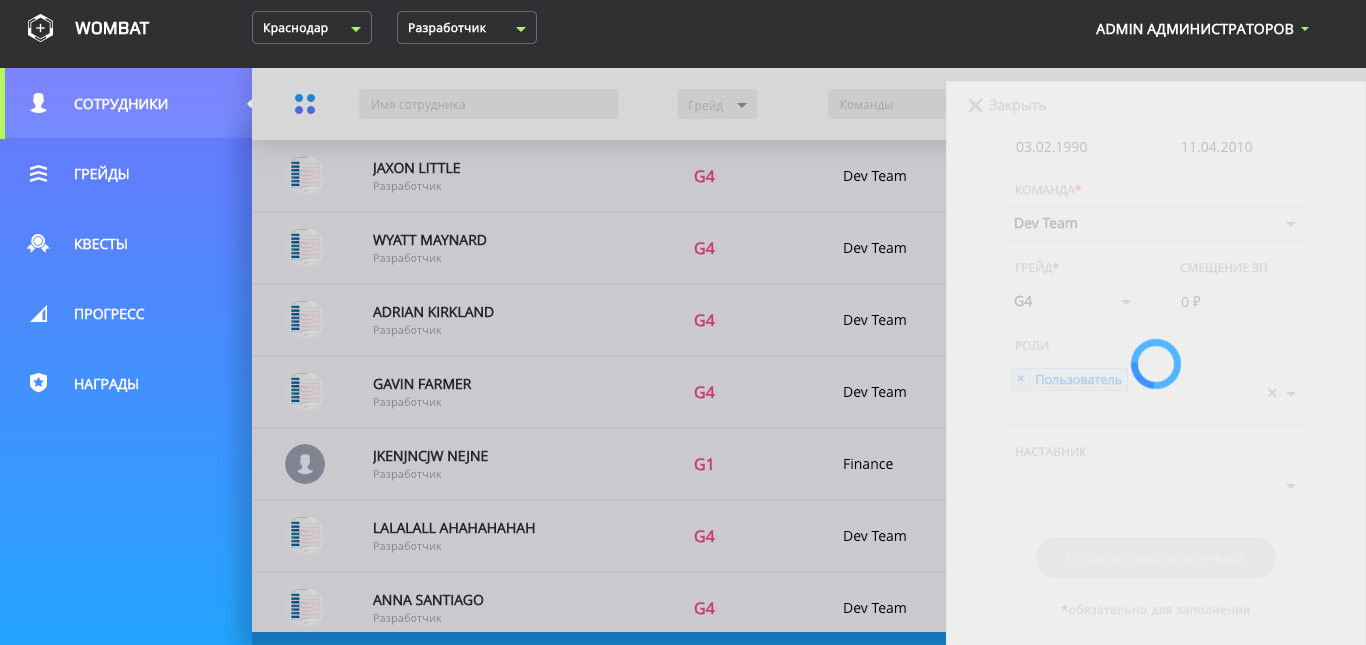 WOMBAT
Краснодар
Разработчик
ADMIN АДМИНИСТРАТОРОВ
СОТРУДНИКИ
ГРЕЙДЫ
КВЕСТЫ
ПРОГРЕСС
НАГРАДЫ
Имя сотрудника
Грейд
Команды
JAXON LITTLE
Разработчик
G4
Dev Team
WYATT MAYNARD
Разработчик
G4
Dev Team
ADRIAN KIRKLAND
Разработчик
G4
Dev Team
GAVIN FARMER
Разработчик
G4
Dev Team
JKENJNCJW NEJNE
Разработчик
G1
Finance
LALALALL AHAHAHAHAH
Разработчик
G4
Dev Team
ANNA SANTIAGO
Разработчик
G4
Dev Team
Закрыть
03.02.1990
11.04.2010
КОМАНДА*
Dev Team
ГРЕЙД*
СМЕЩЕНИЕ ЗП
G4
0 ₽
РОЛИ
× Пользователь
×
НАСТАВНИК
Создать и выслать инвайт
*обязательно для заполнения